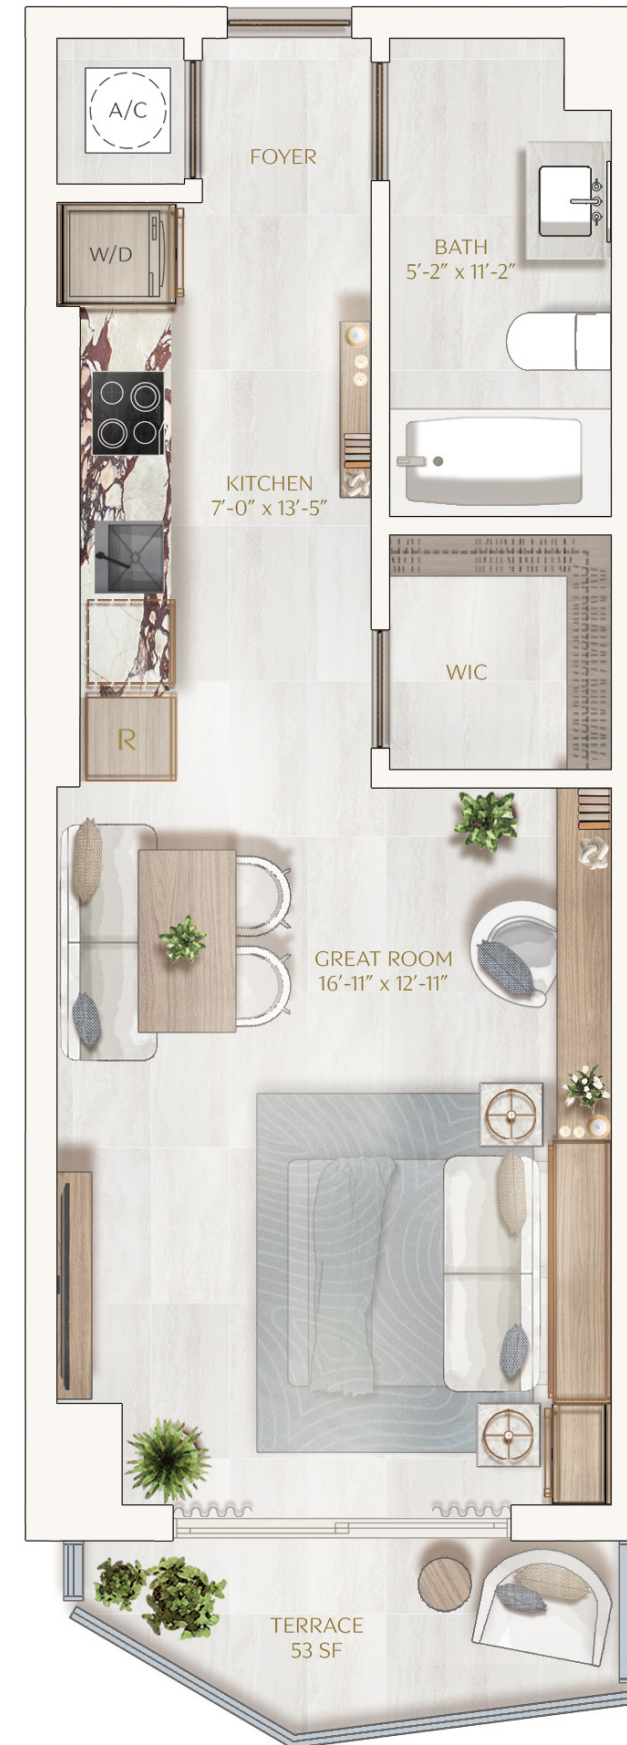 A/C
FOYER
W/D
BATH
5'-2" x 11'-2"
KITCHEN
7'-0" x 13'-5"
WIC
R
GREAT ROOM
16'-11" x 12'-11"
TERRACE
53 SF